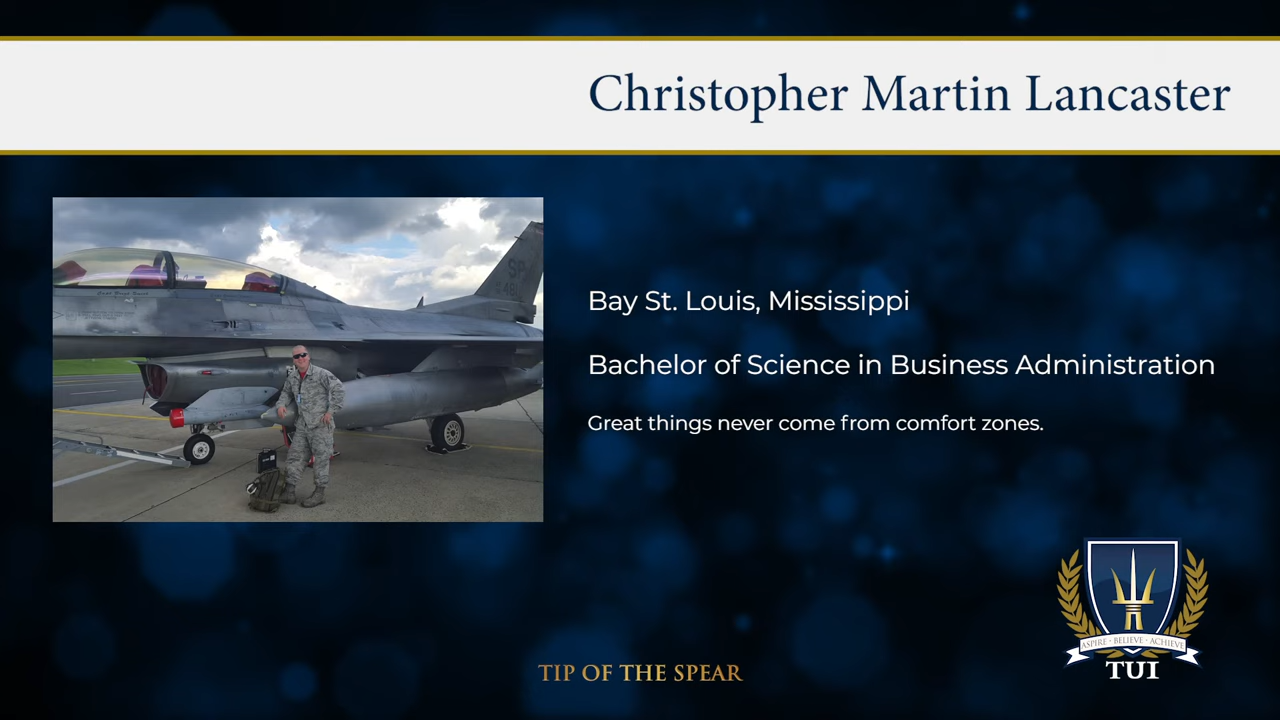 Christopher Martin Lancaster
SP
Bay St. Louis, Mississippi
Bachelor of Science in Business Administration
Great things never come from comfort zones.
ASPIRE · BELIEVE · ACHIEVE
TUI
TIP OF THE SPEAR